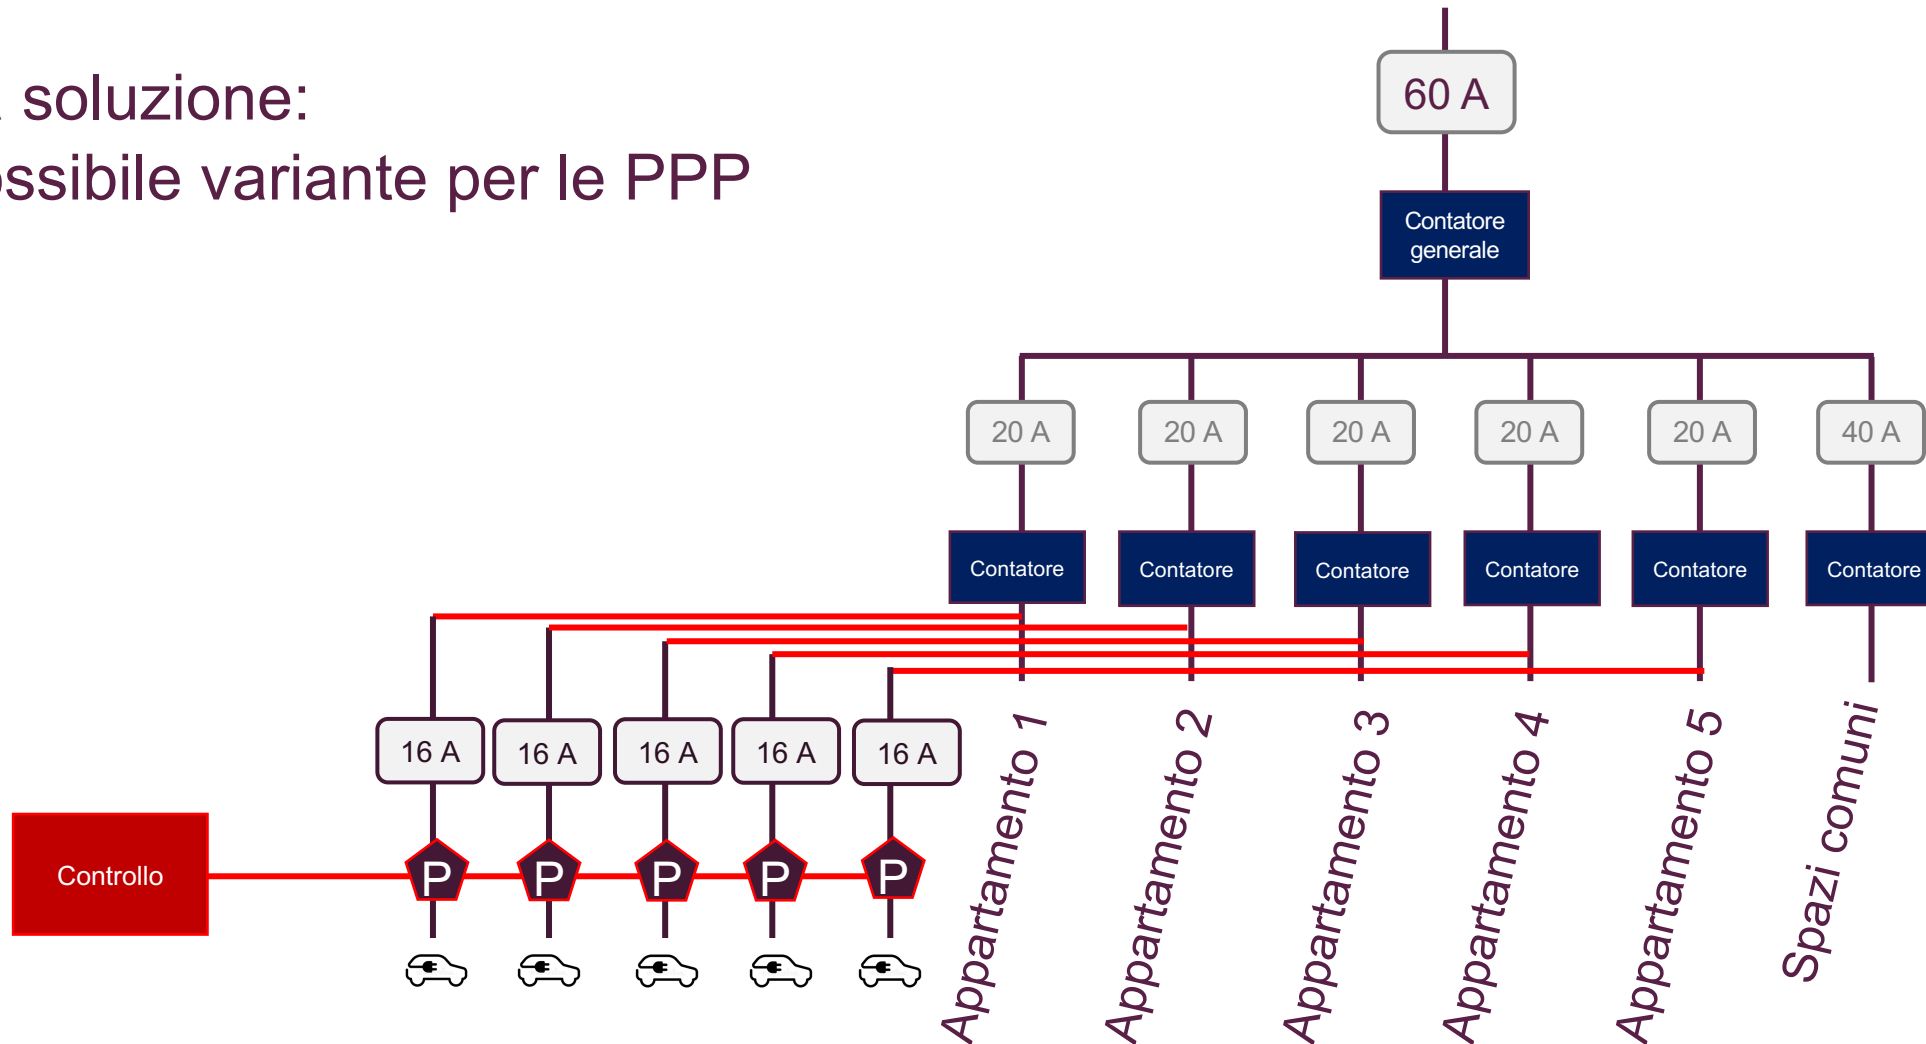 soluzione:
ossibile variante per le PPP
60 A
Contatore
generale
20 A
20 A
20 A
20 A
20 A
40 A
Contatore
Contatore
Contatore
Contatore
Contatore
Contatore
16 A
16 A
16 A
16 A
16 A
Controllo
P
P
P
P
P
Appartamento 1
Appartamento 2
Appartamento 3
Appartamento 4
Appartamento 5
Spazi comuni